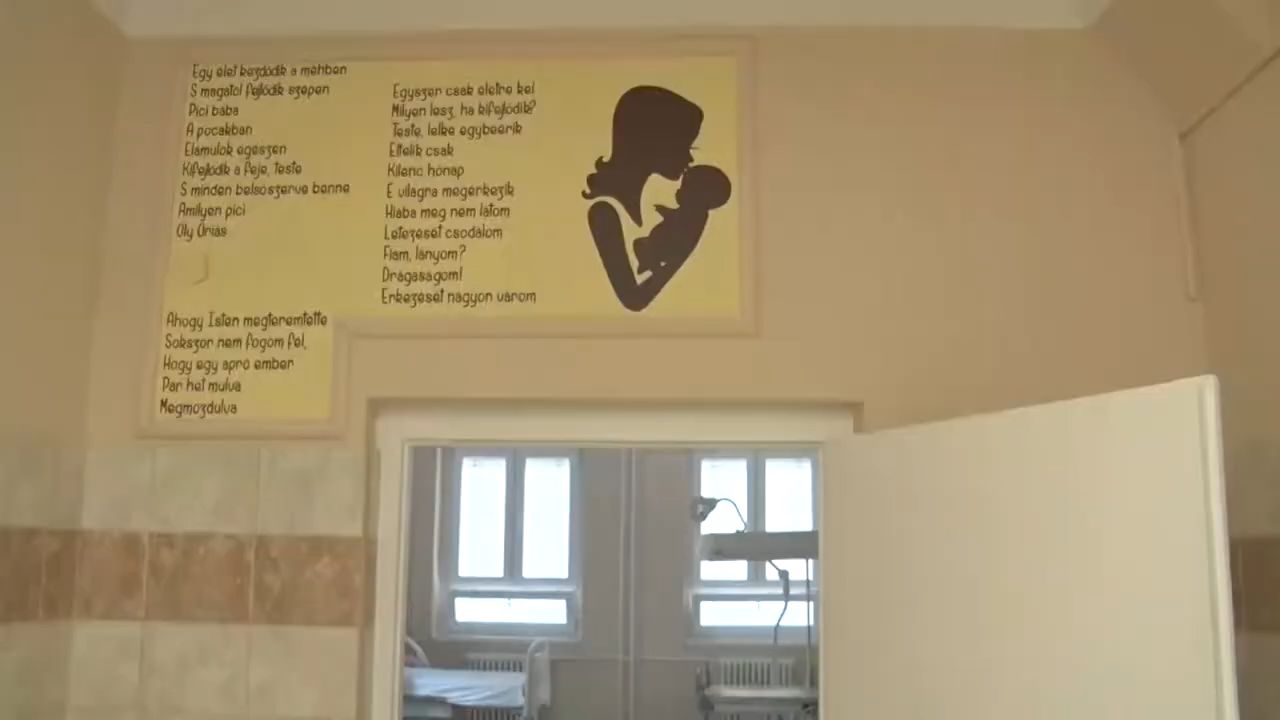 Egy élet kezdődik a méhben
S magától fejlődik szépen
Pici baba
A pocakban
Elámulok egészen
Kifejlődik a feje, teste
S minden belsőszerve benne
Amilyen pici
Oly Óriás
Ahogy Isten megteremtette
Sokszor nem fogom fel,
Hogy egy apró ember
Pár hét múlva
Megmozdulva
Egyszer csak életre kel
Milyen lesz, ha kifejlődik?
Teste, lelke egybeérik
Eltelik csak
Kilenc hónap
E világra megérkezik
Hiába még nem látom
Létezését csodálom
Fiam, lányom?
Drágaságom!
Érkezését nagyon várom